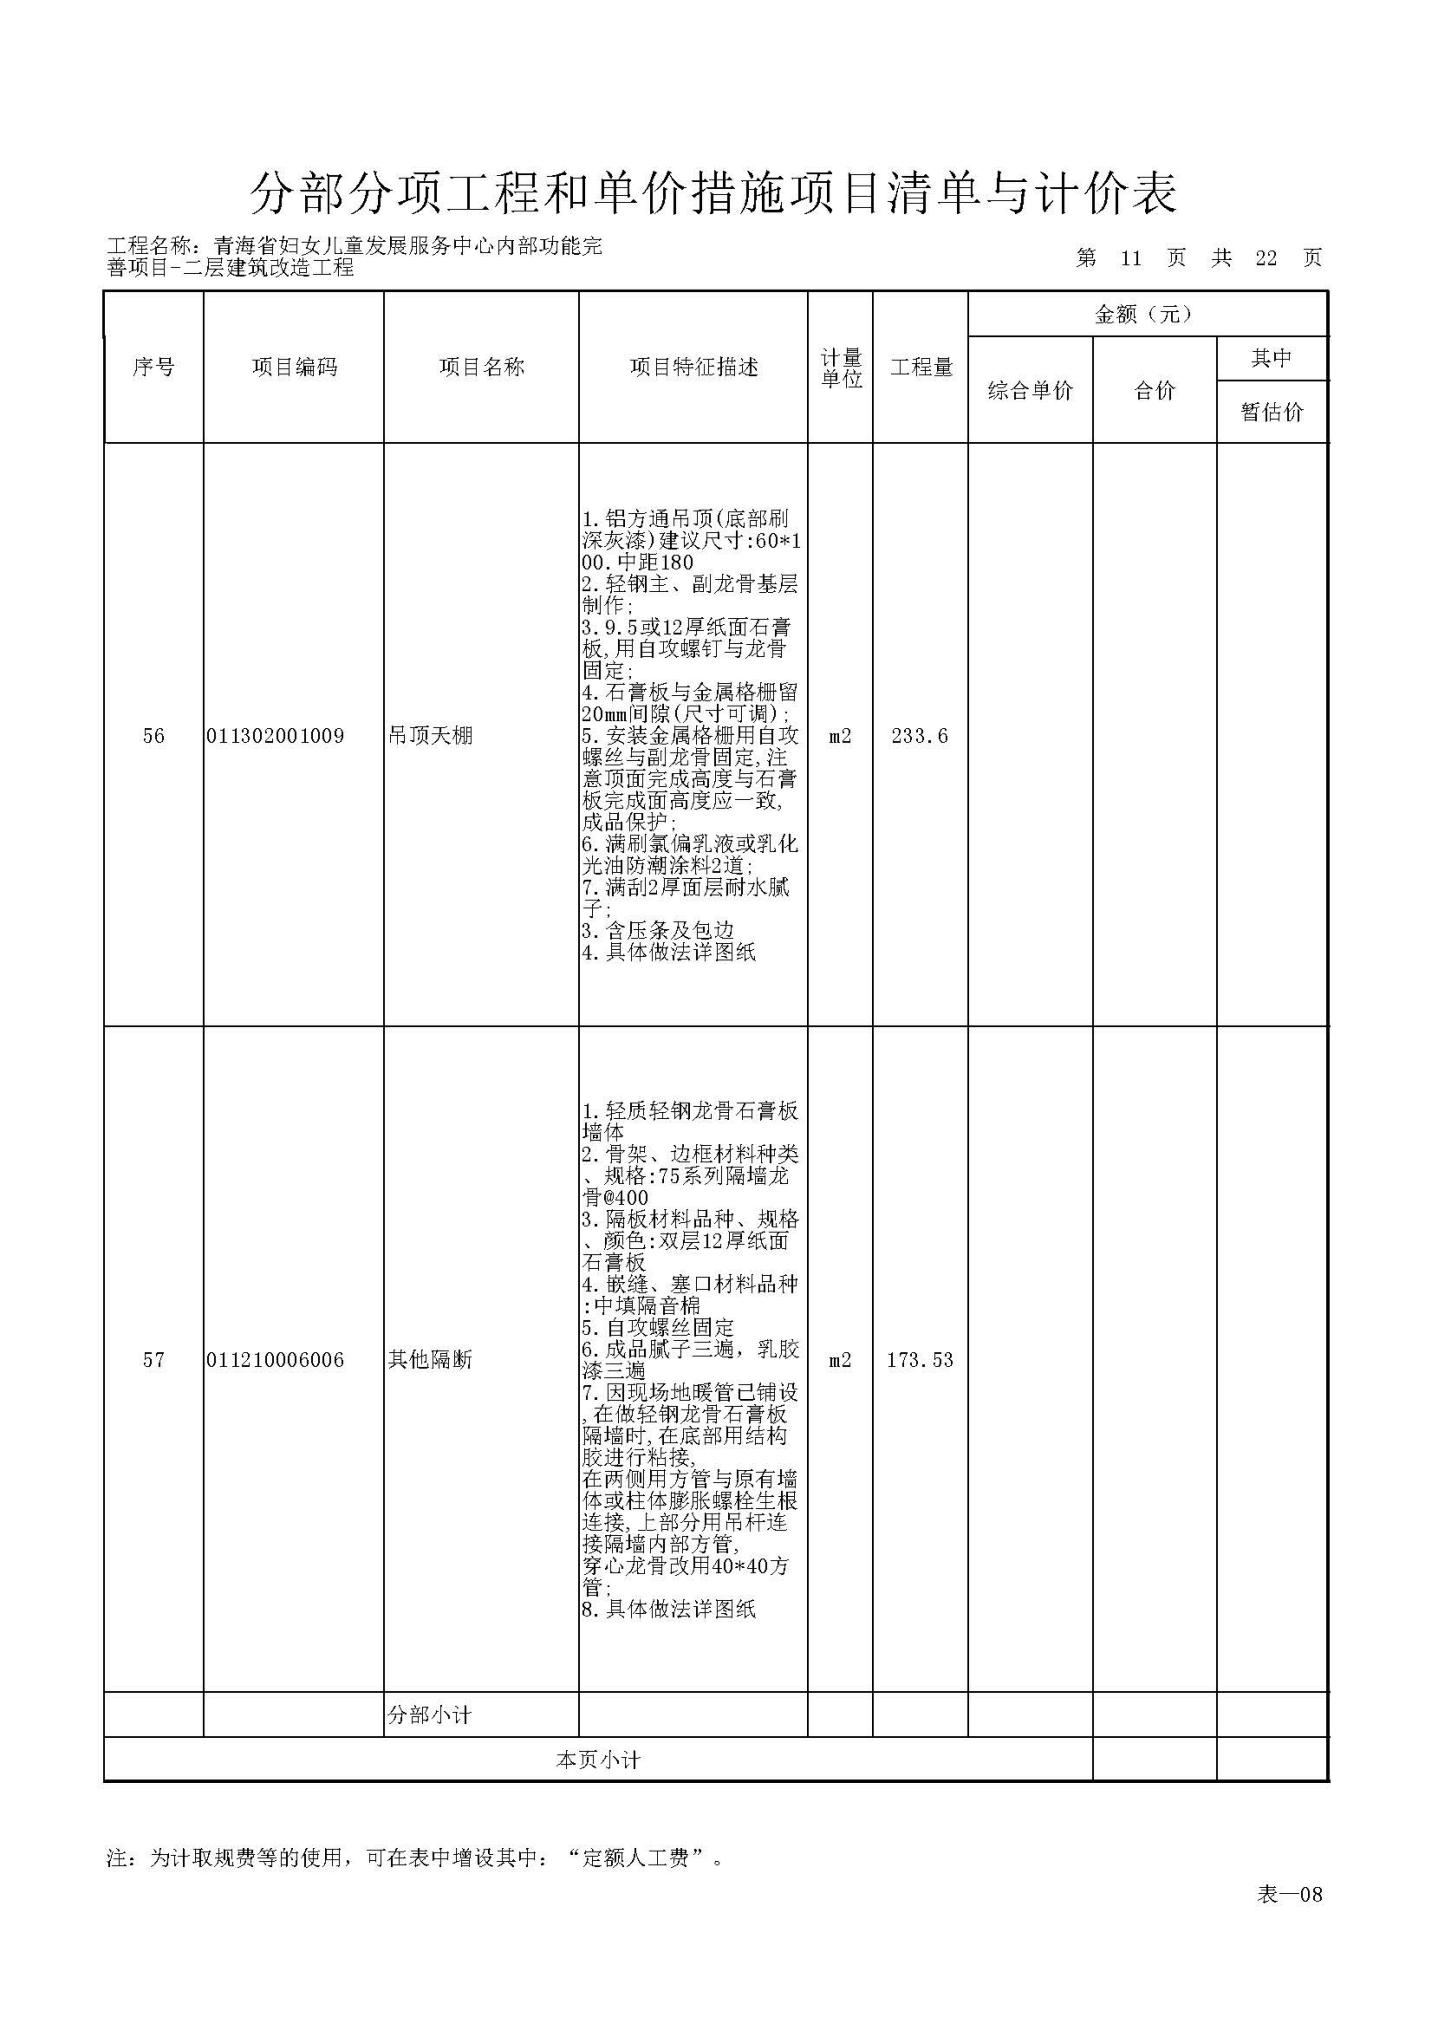 分部分项工程和单价措施项目清单与计价表
工程名称：青海省妇女儿童发展服务中心内部功能完
善项目-二层建筑改造工程
第 11 页 共 22 页
序号
项目编码
项目名称
项目特征描述
计量
单位
工程量
金额（元）
综合单价
合价
其中
暂估价
56
011302001009
吊顶天棚
1.铝方通吊顶(底部刷
深灰漆)建议尺寸:60*1
00.中距180
2.轻钢主、副龙骨基层
制作;
3.9.5或12厚纸面石膏
板,用自攻螺钉与龙骨
固定;
4.石膏板与金属格栅留
20mm间隙(尺寸可调);
5.安装金属格栅用自攻
螺丝与副龙骨固定,注
意顶面完成高度与石膏
板完成面高度应一致,
成品保护;
6.满刷氯偏乳液或乳化
光油防潮涂料2道;
7.满刮2厚面层耐水腻
子;
3.含压条及包边
4.具体做法详图纸
m2
233.6
57
011210006006
其他隔断
1.轻质轻钢龙骨石膏板
墙体
2.骨架、边框材料种类
、规格:75系列隔墙龙
骨@400
3.隔板材料品种、规格
、颜色:双层12厚纸面
石膏板
4.嵌缝、塞口材料品种
:中填隔音棉
5.自攻螺丝固定
6.成品腻子三遍，乳胶
漆三遍
7.因现场地暖管已铺设
,在做轻钢龙骨石膏板
隔墙时,在底部用结构
胶进行粘接,
在两侧用方管与原有墙
体或柱体膨胀螺栓生根
连接,上部分用吊杆连
接隔墙内部方管,
穿心龙骨改用40*40方
管;
8.具体做法详图纸
m2
173.53
分部小计
本页小计
注：为计取规费等的使用，可在表中增设其中：“定额人工费”。
表—08